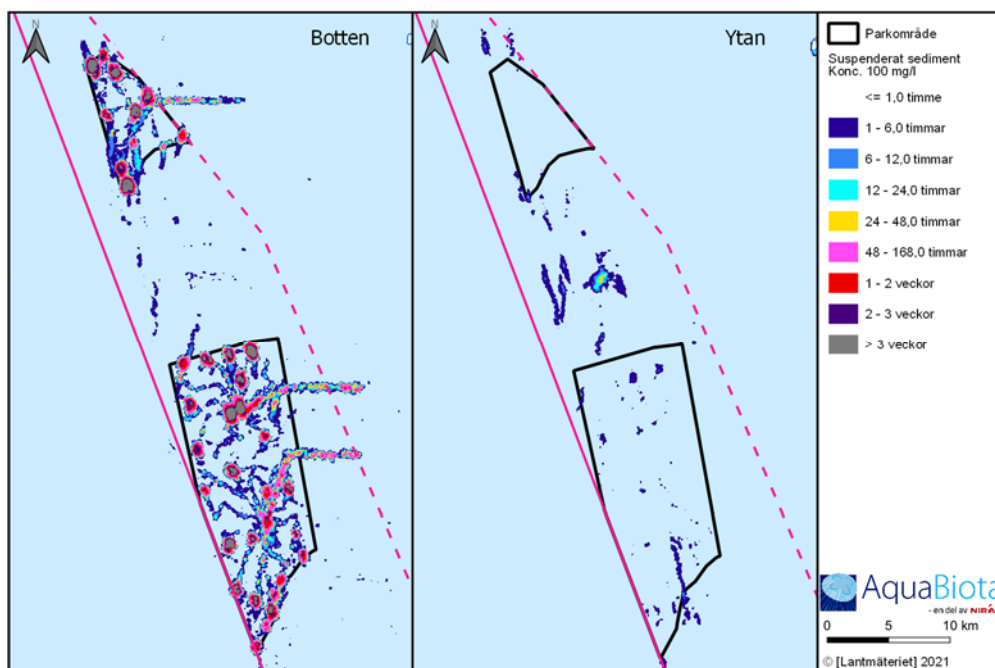 N
Botten
N
Ytan
Parkområde
Suspenderat sediment
Konc. 100 mg/l
<= 1,0 timme
1 - 6,0 timmar
6 - 12,0 timmar
12 - 24,0 timmar
24 - 48,0 timmar
48 - 168,0 timmar
1 - 2 veckor
2 - 3 veckor
> 3 veckor
AquaBiota
- en del av NIRÁ
0 5 10 km
© [Lantmäteriet] 2021